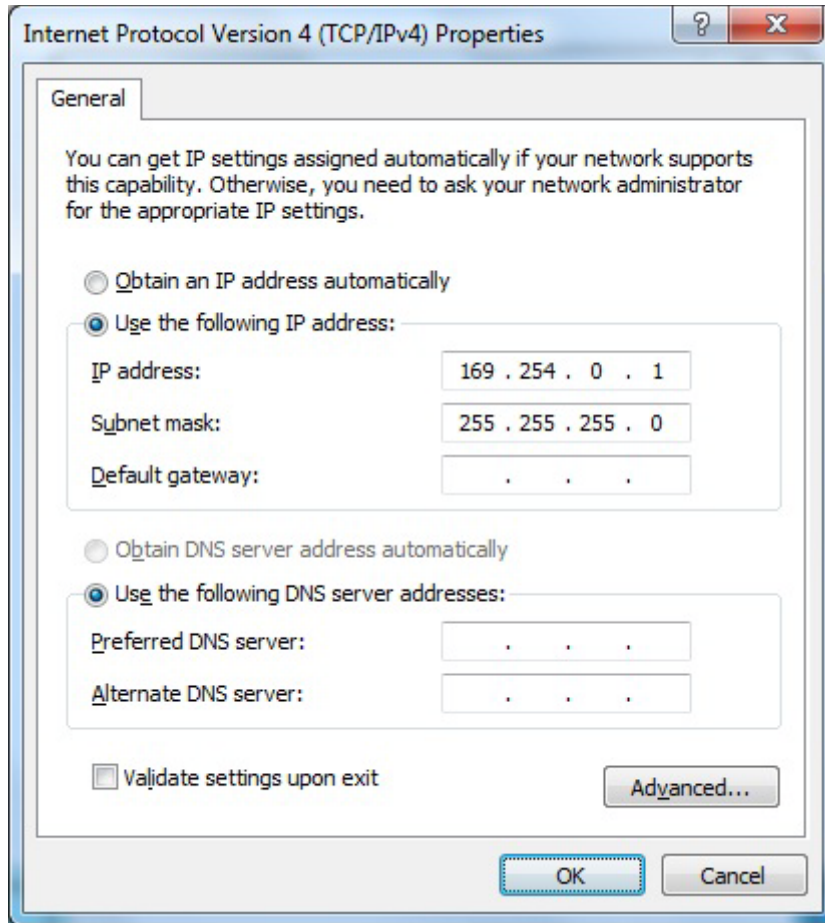 Internet Protocol Version 4 (TCP/IPv4) Properties
General
You can get IP settings assigned automatically if your network supports
this capability. Otherwise, you need to ask your network administrator
for the appropriate IP settings.
Obtain an IP address automatically
Use the following IP address:
IP address: 169 . 254 . 0 . 1
Subnet mask: 255 . 255 . 255 . 0
Default gateway: . . .
Obtain DNS server address automatically
Use the following DNS server addresses:
Preferred DNS server: . . .
Alternate DNS server: . . .
Validate settings upon exit
Advanced...
OK Cancel